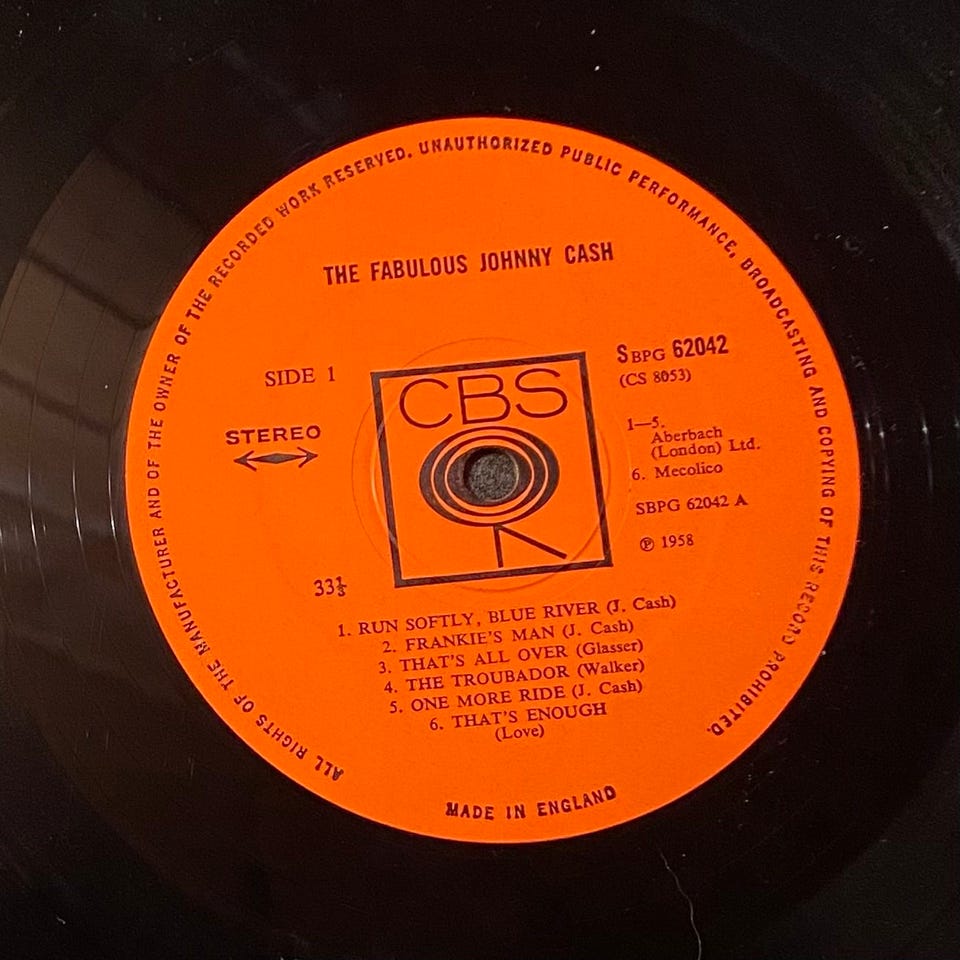 ALL RIGHTS OF THE MANUFACTURER AND OF THE OWNER OF THE RECORDED WORK RESERVED. UNAUTHORIZED PUBLIC PERFORMANCE, BROADCASTING AND COPYING OF THIS RECORD PROHIBITED.
THE FABULOUS JOHNNY CASH
SIDE 1
STEREO
CBS
SBPG 62042
(CS 8053)
1—5.
Aberbach
(London) Ltd.
6. Mecolico
SBPG 62042 A
℗ 1958
33⅓
1. RUN SOFTLY, BLUE RIVER (J. Cash)
2. FRANKIE'S MAN (J. Cash)
3. THAT'S ALL OVER (Glasser)
4. THE TROUBADOR (Walker)
5. ONE MORE RIDE (J. Cash)
6. THAT'S ENOUGH
(Love)
MADE IN ENGLAND